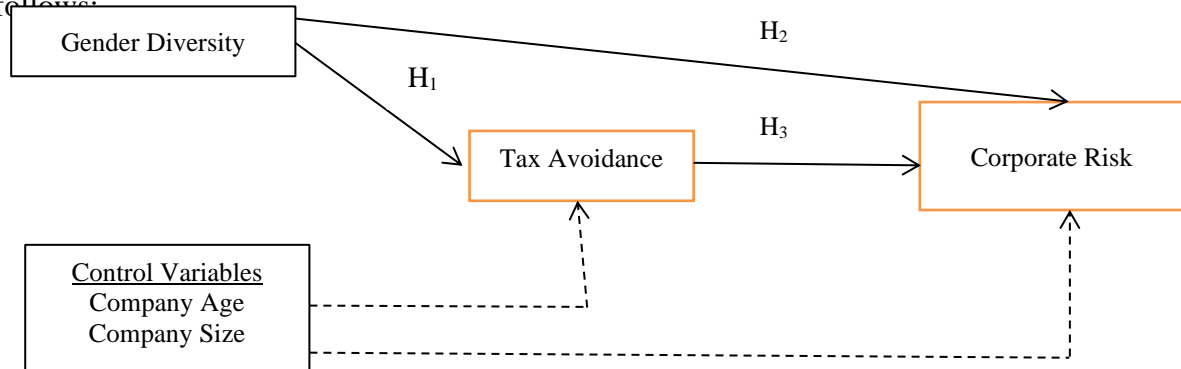 follows:
Gender Diversity
H₂
H₁
H₃
Tax Avoidance
Corporate Risk
Control Variables
Company Age
Company Size